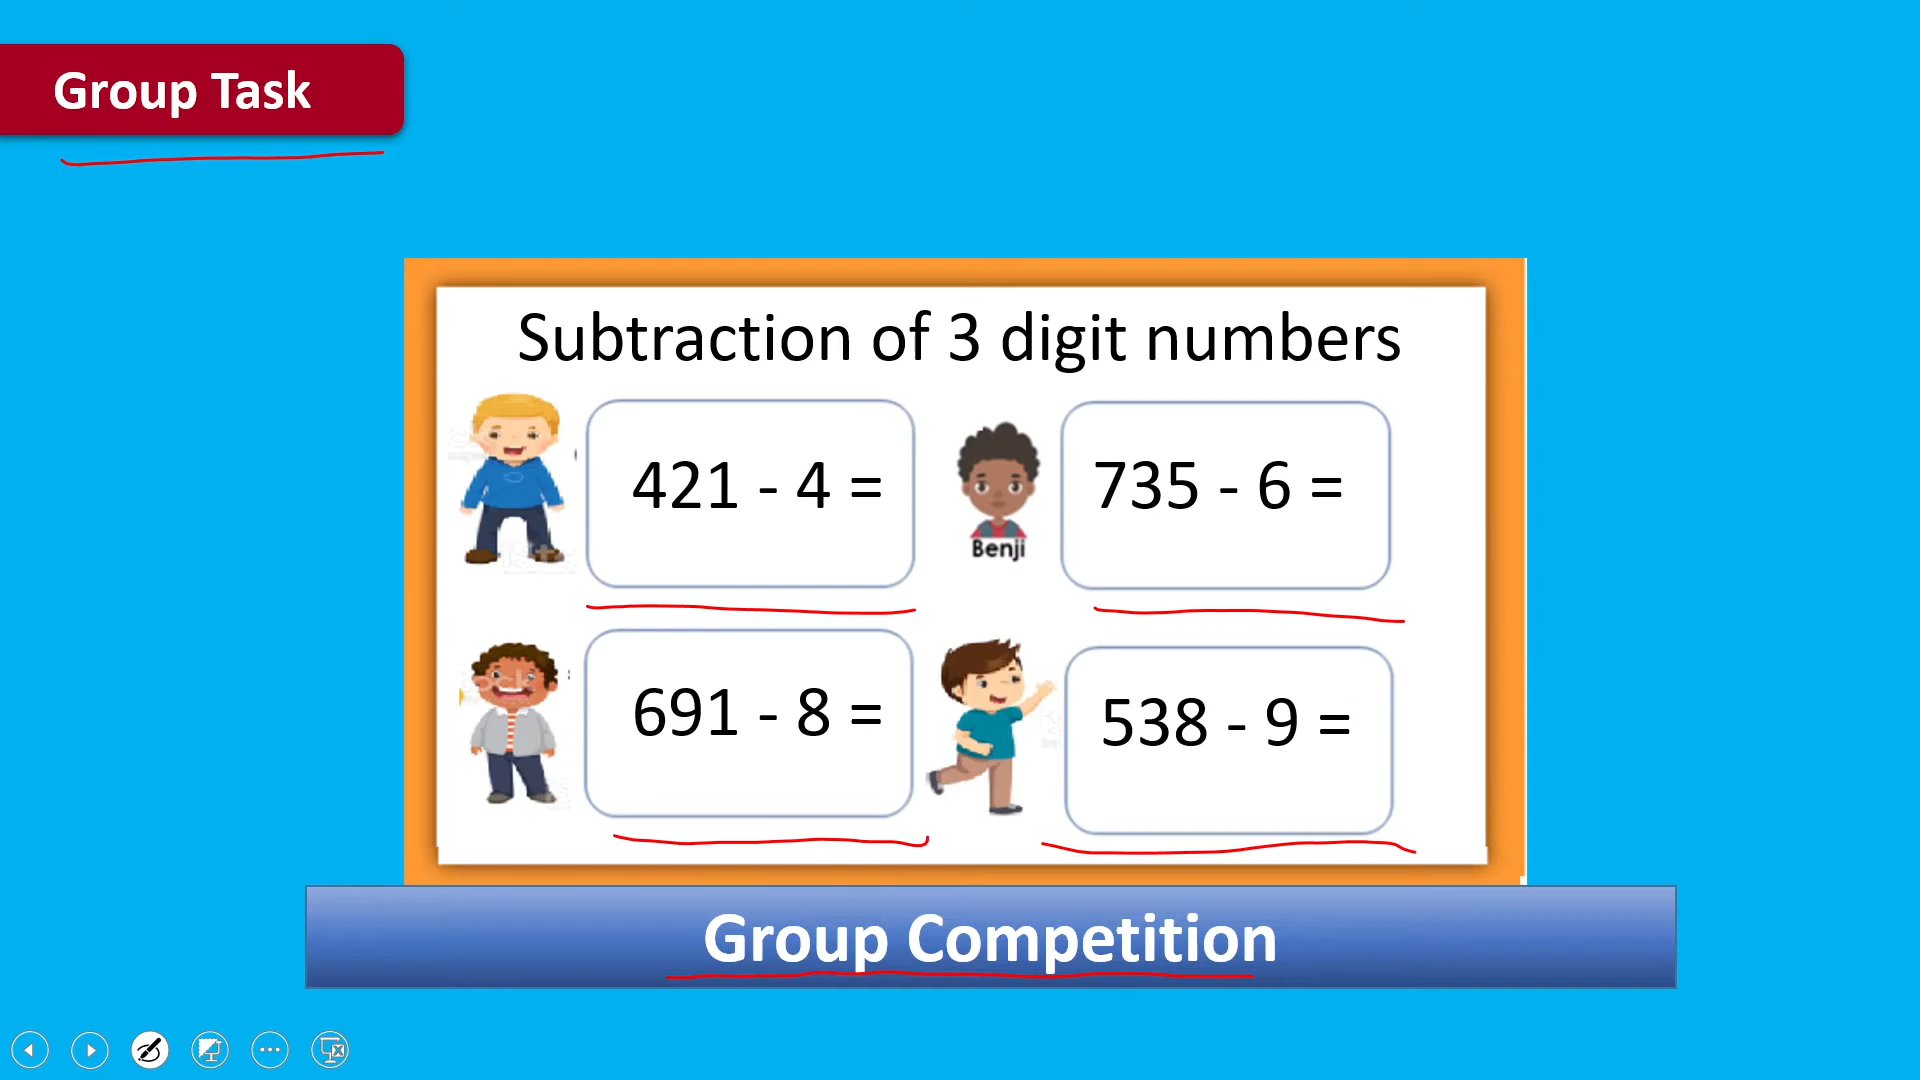 Group Task
Subtraction of 3 digit numbers
421 - 4 =
735 - 6 =
Benji
691 - 8 =
538 - 9 =
Group Competition